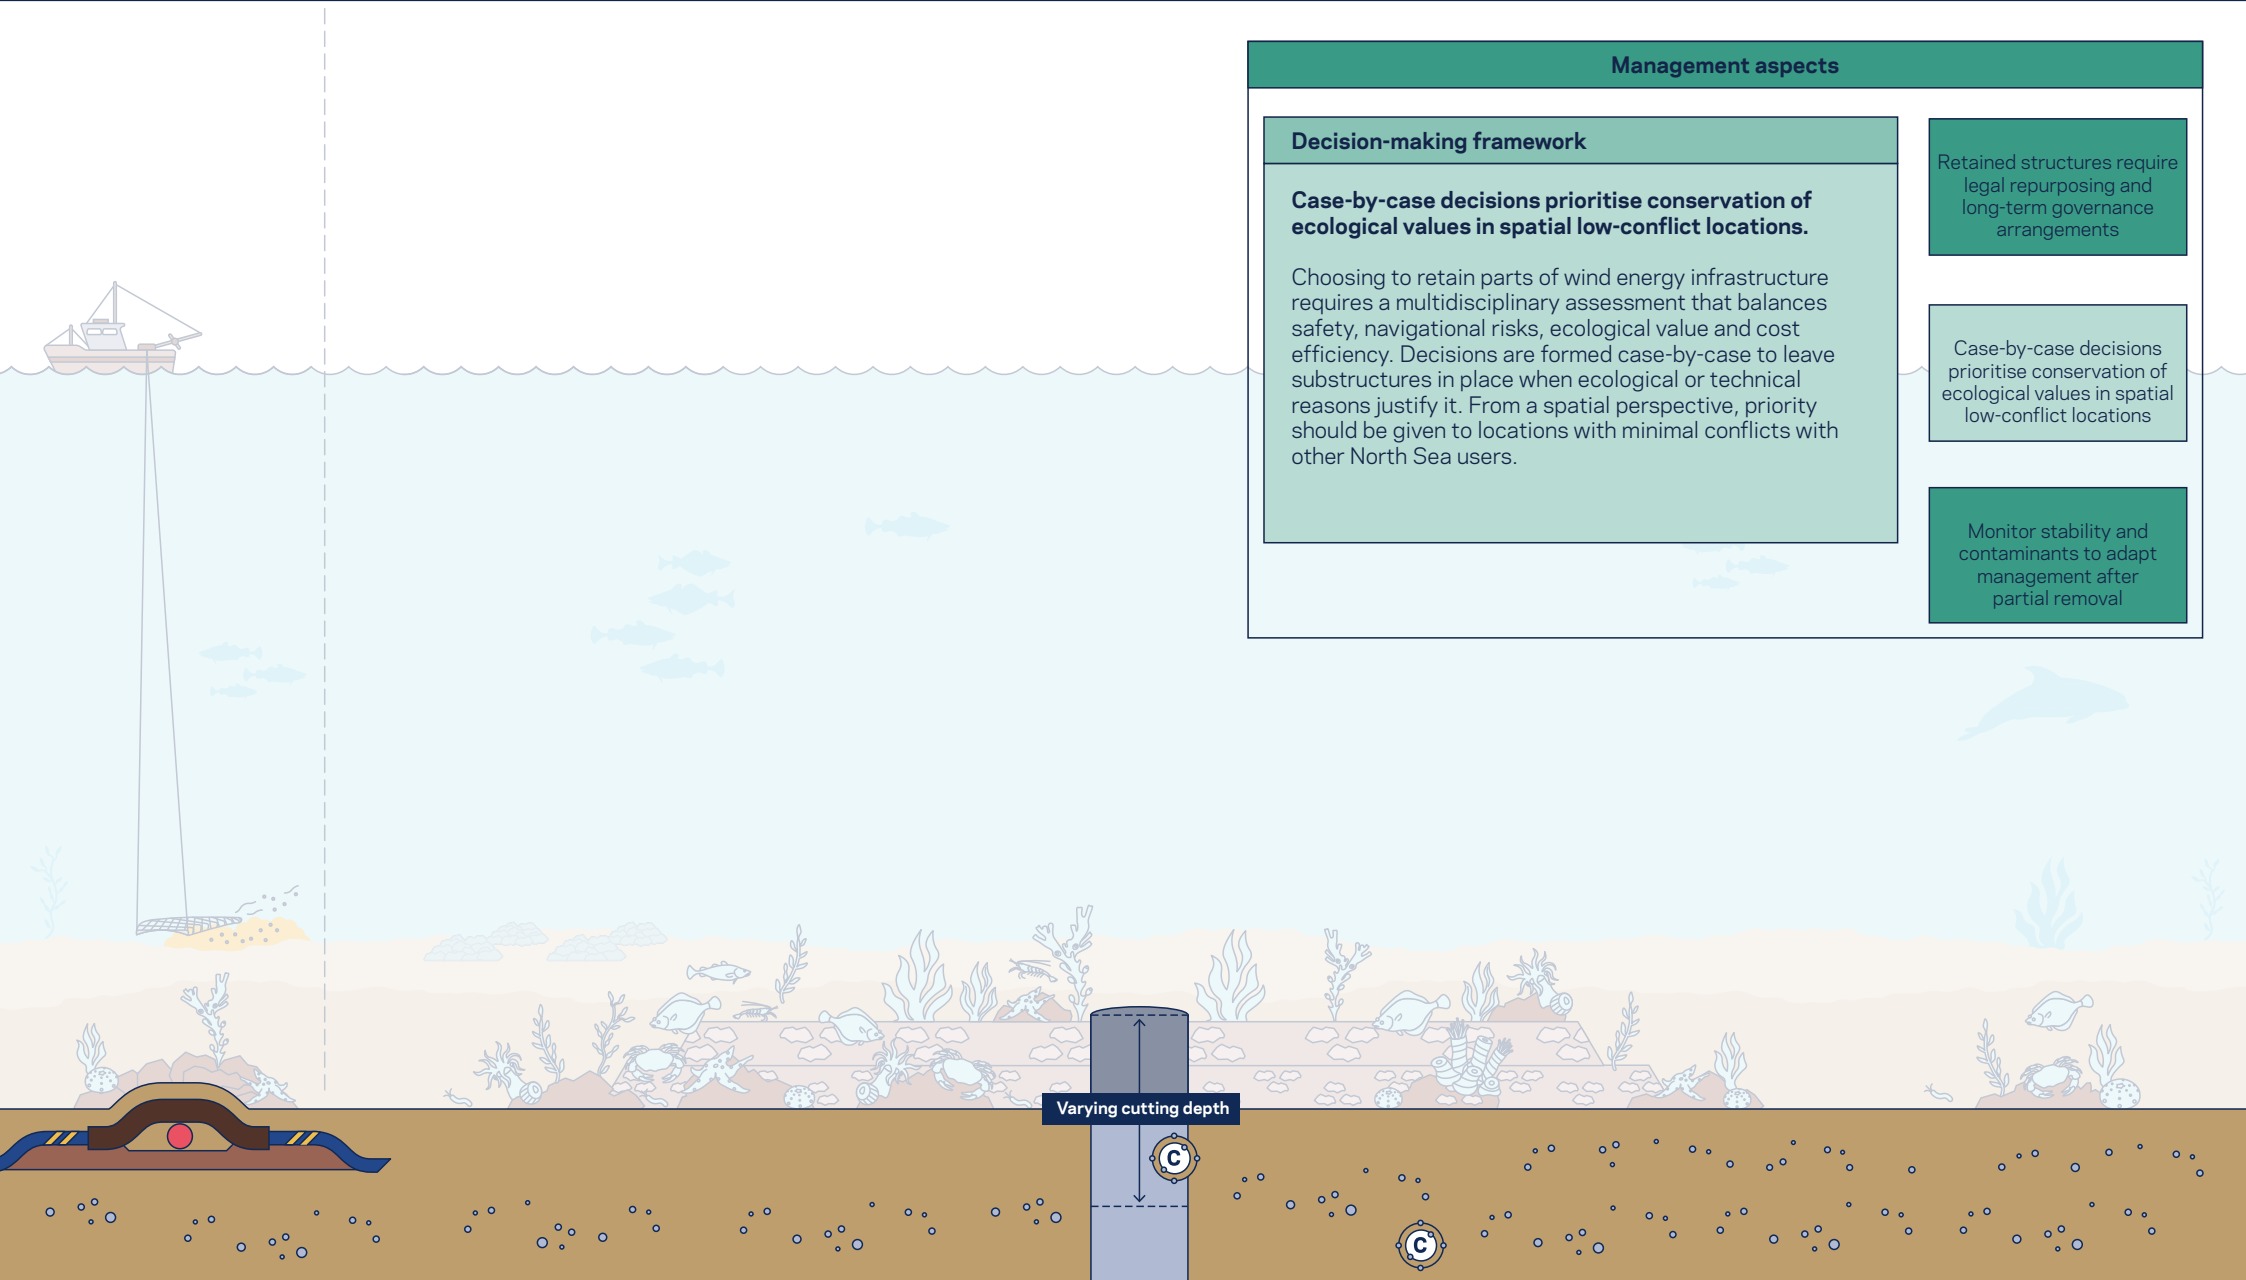 Management aspects
Decision-making framework
Case-by-case decisions prioritise conservation of
ecological values in spatial low-conflict locations.
Choosing to retain parts of wind energy infrastructure
requires a multidisciplinary assessment that balances
safety, navigational risks, ecological value and cost
efficiency. Decisions are formed case-by-case to leave
substructures in place when ecological or technical
reasons justify it. From a spatial perspective, priority
should be given to locations with minimal conflicts with
other North Sea users.
Retained structures require
legal repurposing and
long-term governance
arrangements
Case-by-case decisions
prioritise conservation of
ecological values in spatial
low-conflict locations
Monitor stability and
contaminants to adapt
management after
partial removal
Varying cutting depth
C
C